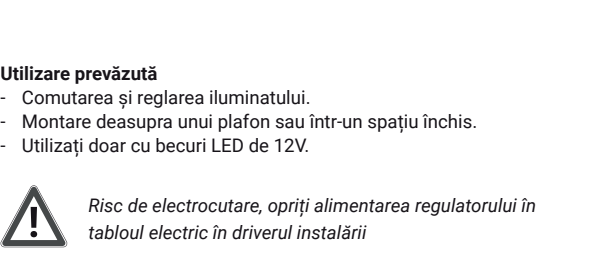 Utilizare prevăzută
- Comutarea și reglarea iluminatului.
- Montare deasupra unui plafon sau într-un spațiu închis.
- Utilizați doar cu becuri LED de 12V.
Risc de electrocutare, opriți alimentarea regulatorului în
tabloul electric în driverul instalării